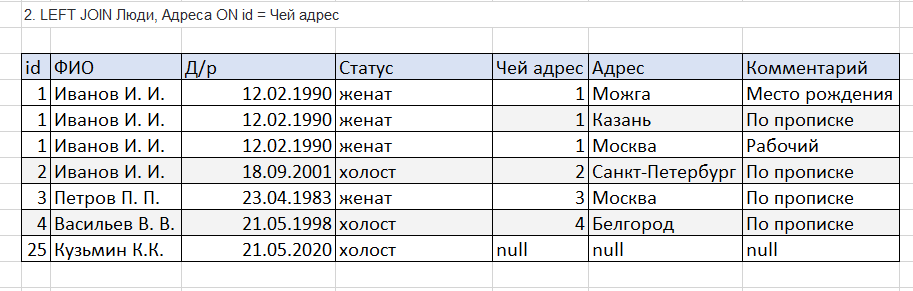 2. LEFT JOIN Люди, Адреса ON id = Чей адрес
id ФИО Д/р Статус Чей адрес Адрес Комментарий
1 Иванов И. И. 12.02.1990 женат 1 Можга Место рождения
1 Иванов И. И. 12.02.1990 женат 1 Казань По прописке
1 Иванов И. И. 12.02.1990 женат 1 Москва Рабочий
2 Иванов И. И. 18.09.2001 холост 2 Санкт-Петербург По прописке
3 Петров П. П. 23.04.1983 женат 3 Москва По прописке
4 Васильев В. В. 21.05.1998 холост 4 Белгород По прописке
25 Кузьмин К.К. 21.05.2020 холост null null null